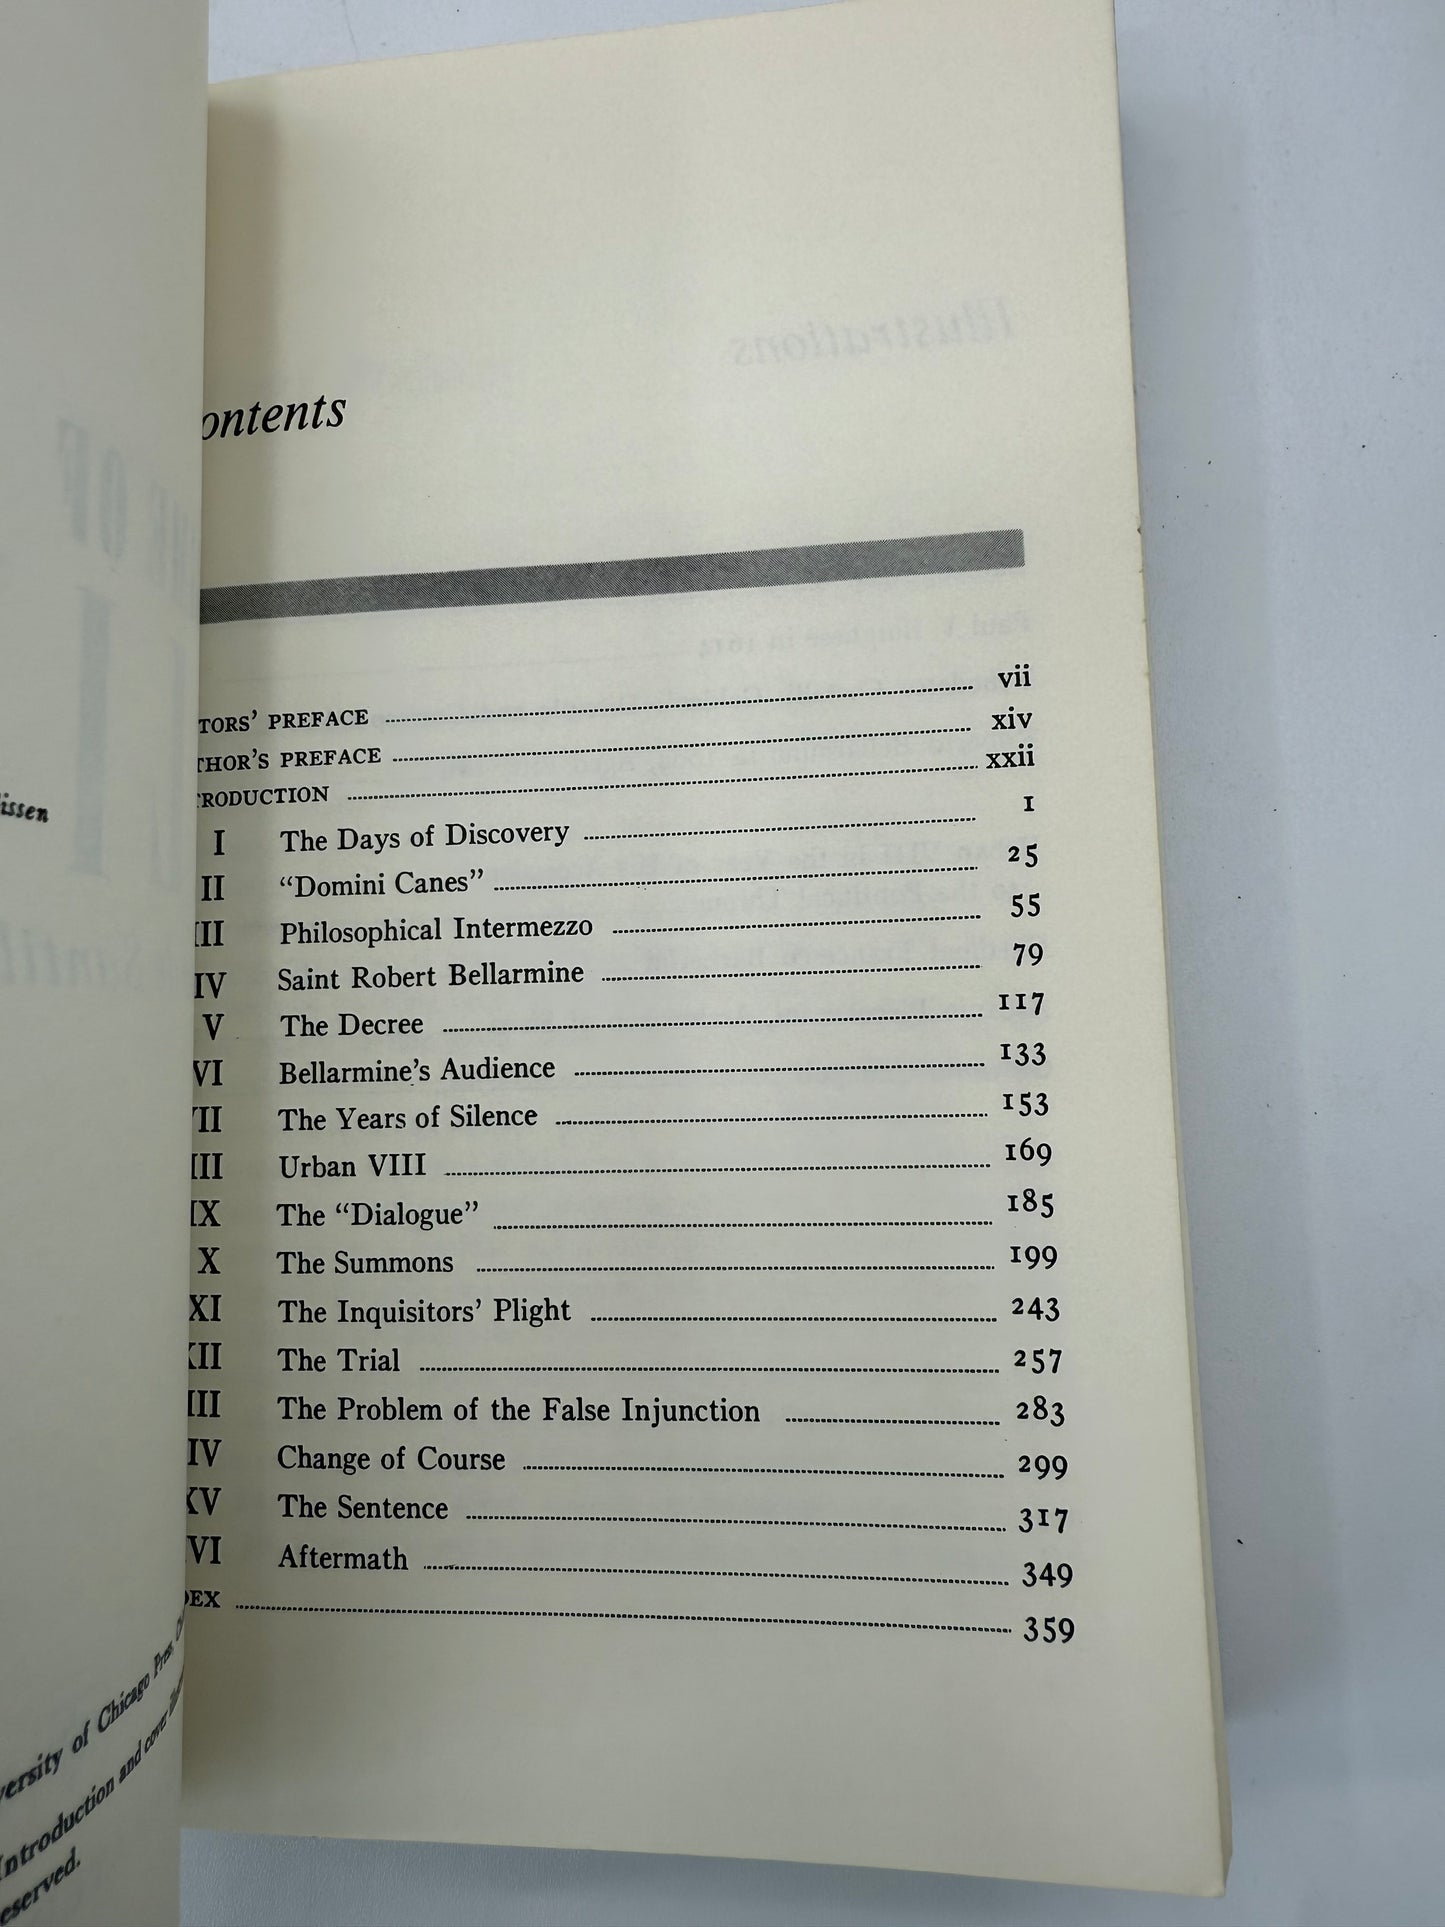 ontents
TORS' PREFACE vii
THOR'S PREFACE xiv
RODUCTION xxii
I The Days of Discovery 1
II "Domini Canes" 25
III Philosophical Intermezzo 55
IV Saint Robert Bellarmine 79
V The Decree 117
VI Bellarmine's Audience 133
VII The Years of Silence 153
III Urban VIII 169
IX The "Dialogue" 185
X The Summons 199
XI The Inquisitors' Plight 243
XII The Trial 257
III The Problem of the False Injunction 283
IV Change of Course 299
XV The Sentence 317
VI Aftermath 349
DEX 359
issen
versity of Chicago Press,
Introduction and cover
eserved.
Illustrations